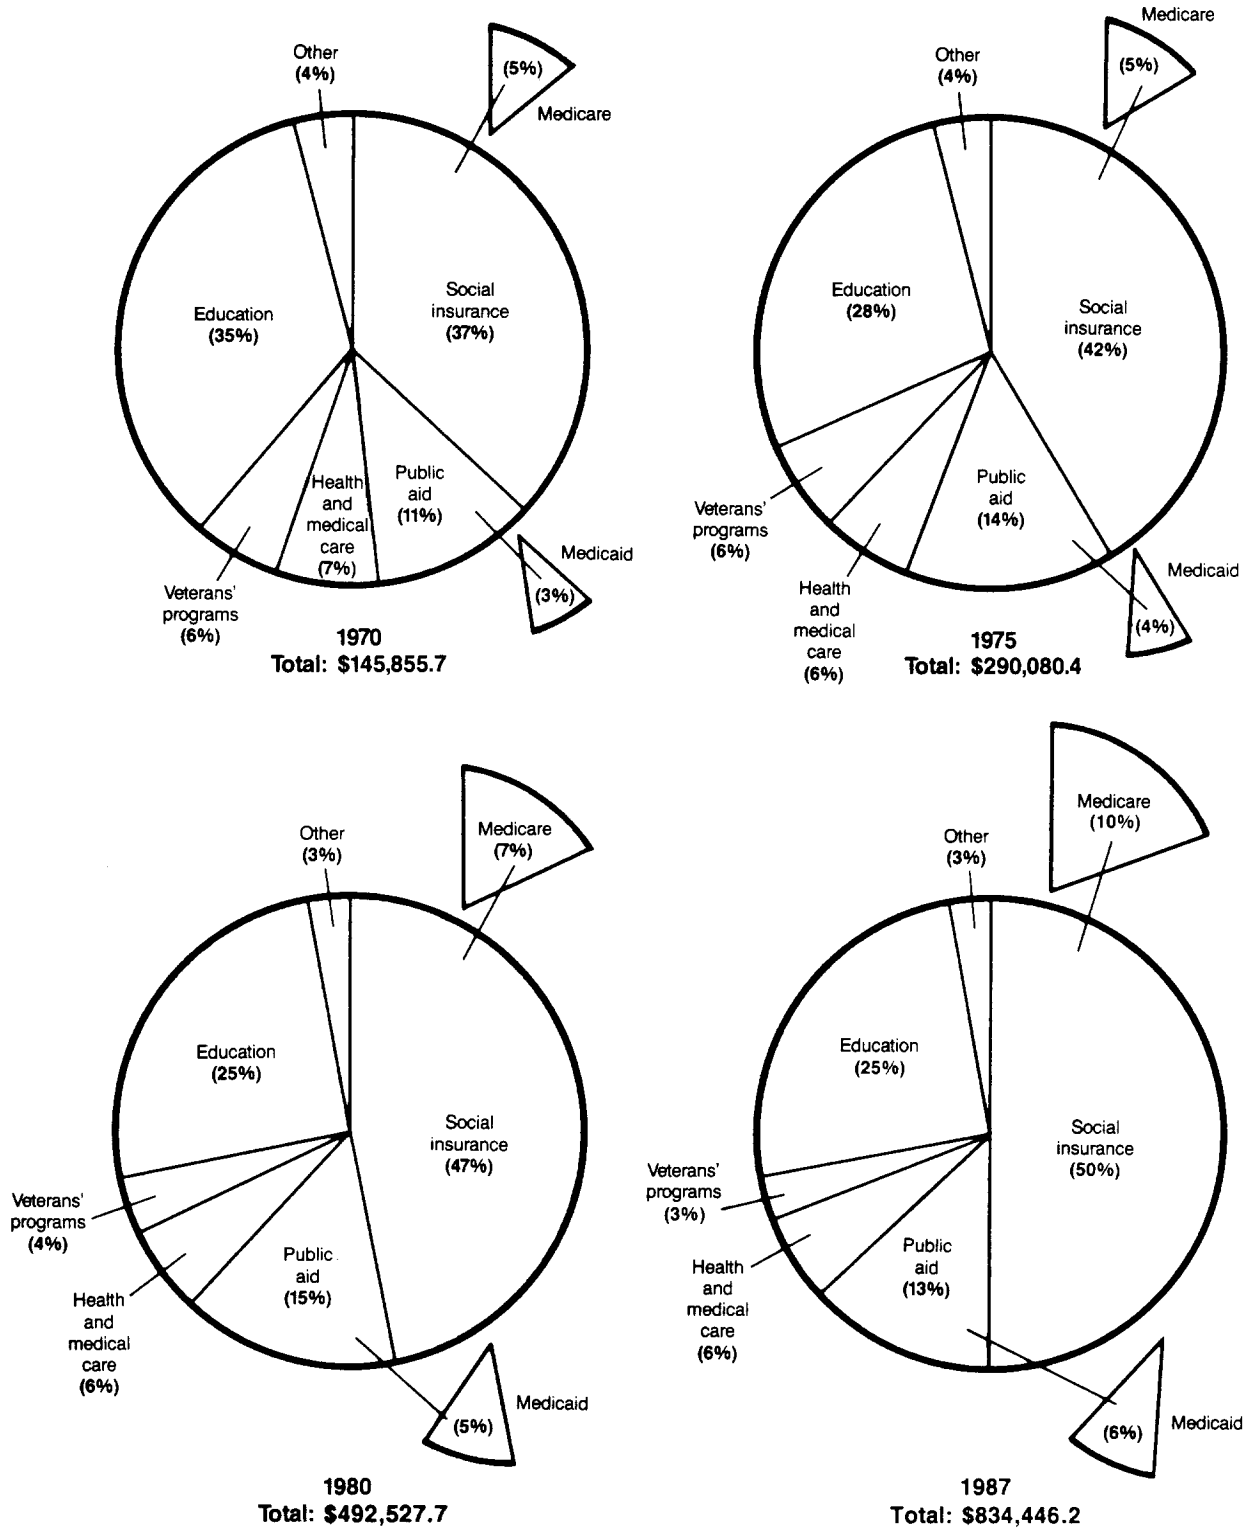 Other
(4%)
(5%)
Medicare
Education
(35%)
Social
insurance
(37%)
Health
and
medical
care
(7%)
Public
aid
(11%)
Veterans'
programs
(6%)
Medicaid
(3%)
1970
Total: $145,855.7
Medicare
(5%)
Other
(4%)
Education
(28%)
Social
insurance
(42%)
Public
aid
(14%)
Veterans'
programs
(6%)
Health
and
medical
care
(6%)
Medicaid
(4%)
1975
Total: $290,080.4
Medicare
(7%)
Other
(3%)
Education
(25%)
Social
insurance
(47%)
Veterans'
programs
(4%)
Public
aid
(15%)
Health
and
medical
care
(6%)
Medicaid
(5%)
1980
Total: $492,527.7
Medicare
(10%)
Other
(3%)
Education
(25%)
Social
insurance
(50%)
Veterans'
programs
(3%)
Public
aid
(13%)
Health
and
medical
care
(6%)
Medicaid
(6%)
1987
Total: $834,446.2